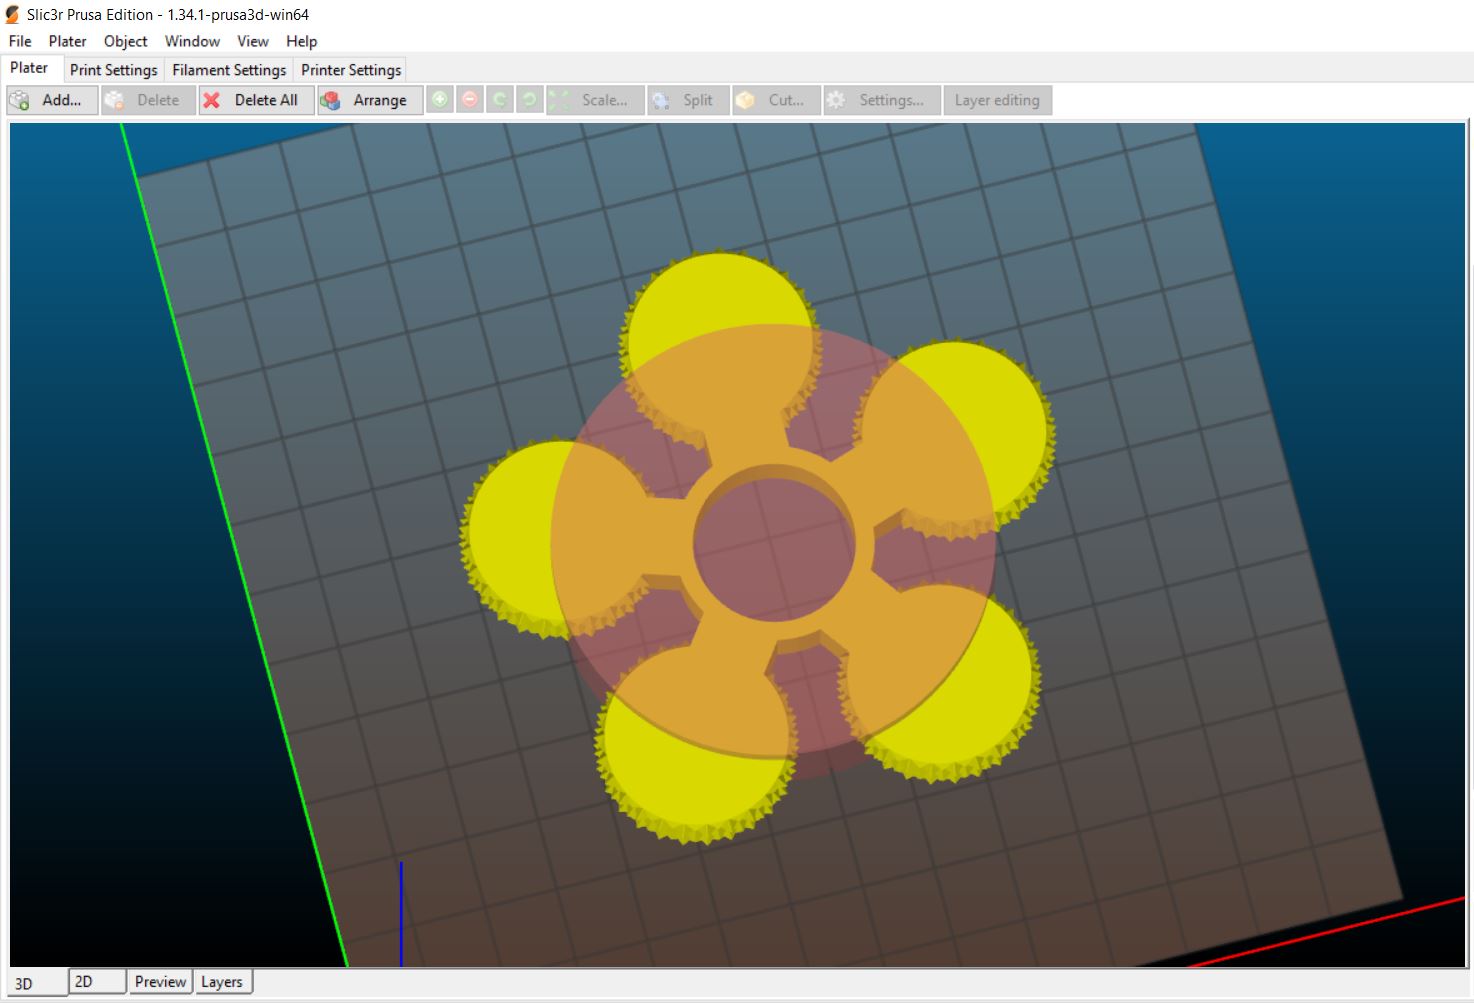 Slic3r Prusa Edition - 1.34.1-prusa3d-win64
File Plater Object Window View Help
Plater Print Settings Filament Settings Printer Settings
Add... Delete Delete All Arrange Scale... Split Cut... Settings... Layer editing
3D 2D Preview Layers